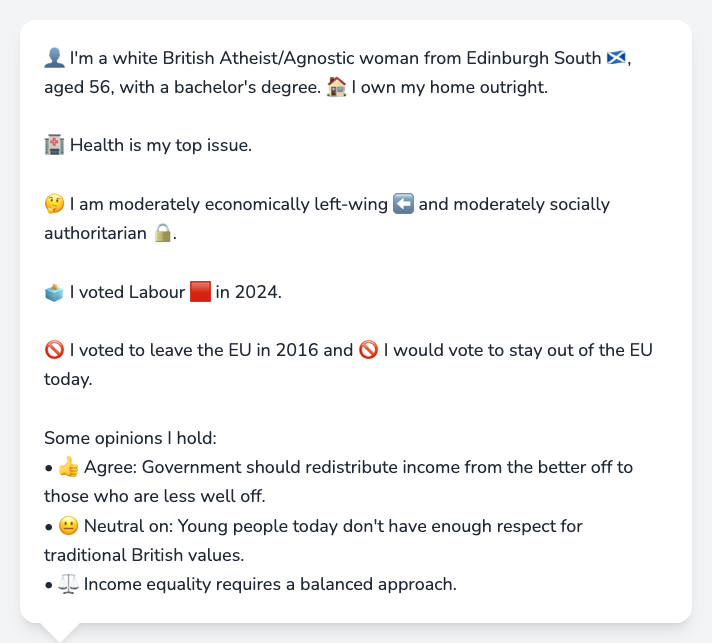 👤 I'm a white British Atheist/Agnostic woman from Edinburgh South 🏴󠁧󠁢󠁳󠁣󠁴󠁿,
aged 56, with a bachelor's degree. 🏠 I own my home outright.
🏥 Health is my top issue.
🤔 I am moderately economically left-wing ⬅️ and moderately socially
authoritarian 🔒.
🗳️ I voted Labour 🟥 in 2024.
🚫 I voted to leave the EU in 2016 and 🚫 I would vote to stay out of the EU
today.
Some opinions I hold:
• 👍 Agree: Government should redistribute income from the better off to
those who are less well off.
• 😐 Neutral on: Young people today don't have enough respect for
traditional British values.
• ⚖️ Income equality requires a balanced approach.